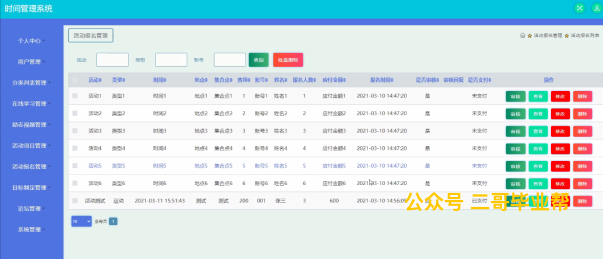 时间管理系统
活动报名管理
活动报名管理 活动报名列表
个人中心
用户管理
分类列表管理
在线学习管理
励志视频管理
活动项目管理
活动报名管理
目标制定管理
论坛管理
系统管理
活动 类型 账号 查询 批量删除
活动 类型 时间 地点 集合点 费用 账号 姓名 报名人数 应付金额 报名时间 是否审核 审核回复 是否支付 操作
活动1 类型1 时间1 地点1 集合点1 1 账号1 姓名1 1 应付金额1 2021-03-10 14:47:20 是 未支付 审核 查看 修改 删除
活动2 类型2 时间2 地点2 集合点2 2 账号2 姓名2 2 应付金额2 2021-03-10 14:47:20 是 未支付 审核 查看 修改 删除
活动3 类型3 时间3 地点3 集合点3 3 账号3 姓名3 3 应付金额3 2021-03-10 14:47:20 是 未支付 审核 查看 修改 删除
活动4 类型4 时间4 地点4 集合点4 4 账号4 姓名4 4 应付金额4 2021-03-10 14:47:20 是 未支付 审核 查看 修改 删除
活动5 类型5 时间5 地点5 集合点5 5 账号5 姓名5 5 应付金额5 2021-03-10 14:47:20 是 未支付 审核 查看 修改 删除
活动6 类型6 时间6 地点6 集合点6 6 账号6 姓名6 6 应付金额6 2021-03-10 14:47:20 是 未支付 审核 查看 修改 删除
活动测试 运动 2021-03-11 15:51:43 测试 测试 200 001 张三 3 600 2021-03-10 14:56:09 是 已支付 审核 查看 修改 删除
公众号 三哥毕业帮
10 条每页 1